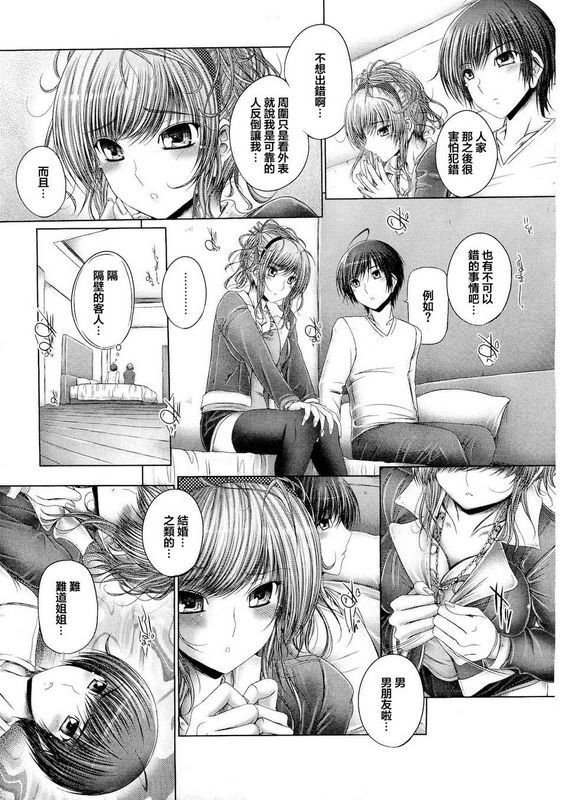 人家
那之後很
害怕犯錯
不想出錯啊…
周圍只是看外表
就說我是可靠的
人反倒讓我…
而且…
也有不可以
錯的事情吧…
例如?
………
隔
隔壁的客人…
男
男朋友啦…
結婚…
之類的…
難
難道姐姐…